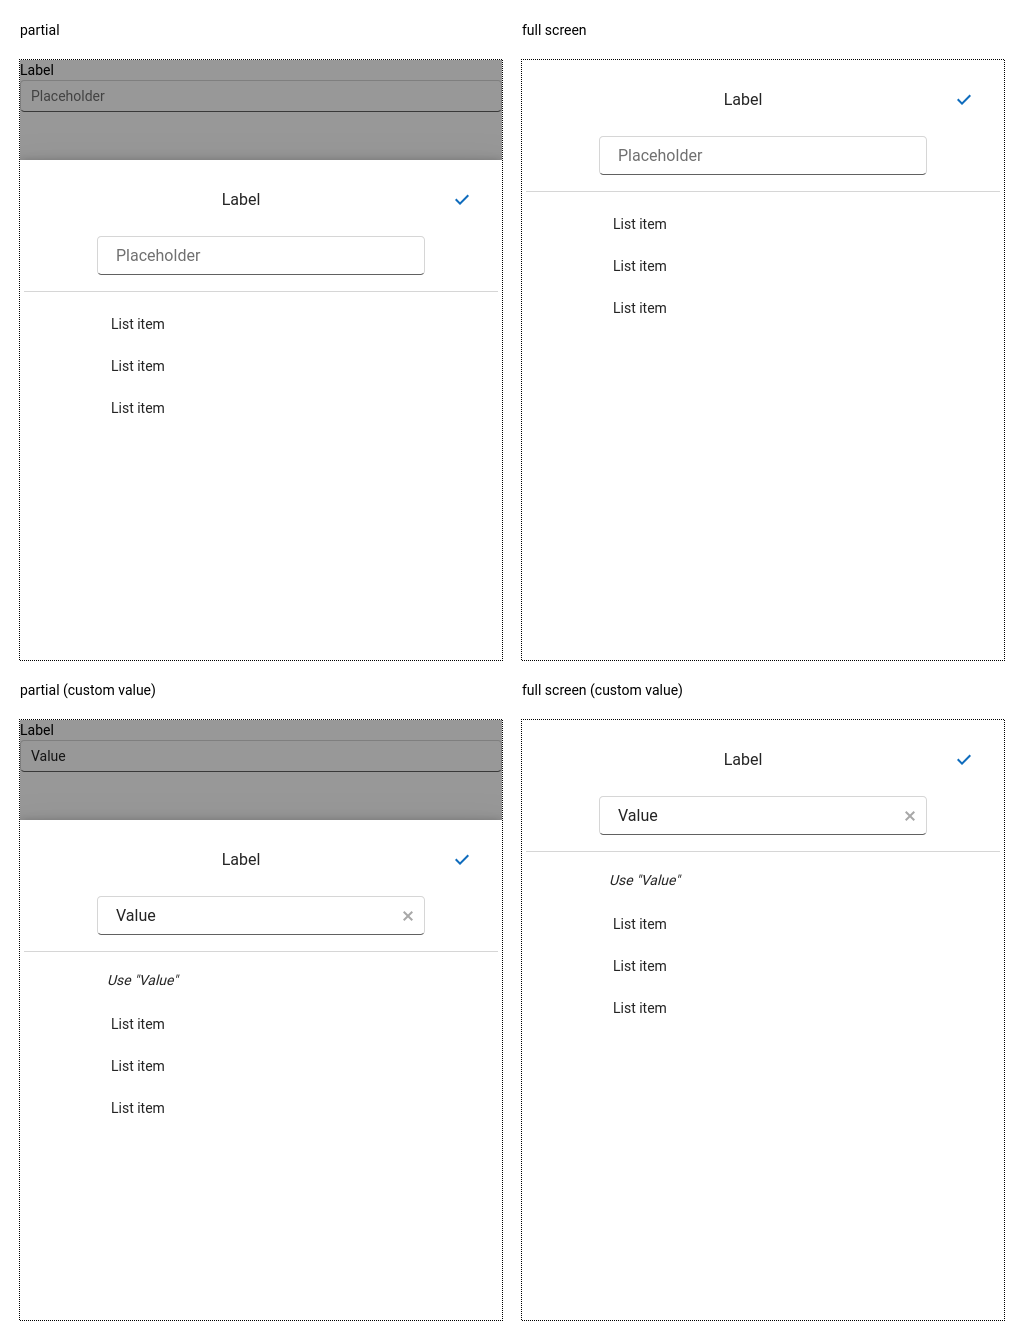 partial
Label
Placeholder
Label
Placeholder
List item
List item
List item
full screen
Label
Placeholder
List item
List item
List item
partial (custom value)
Label
Value
Label
Value
Use "Value"
List item
List item
List item
full screen (custom value)
Label
Value
Use "Value"
List item
List item
List item